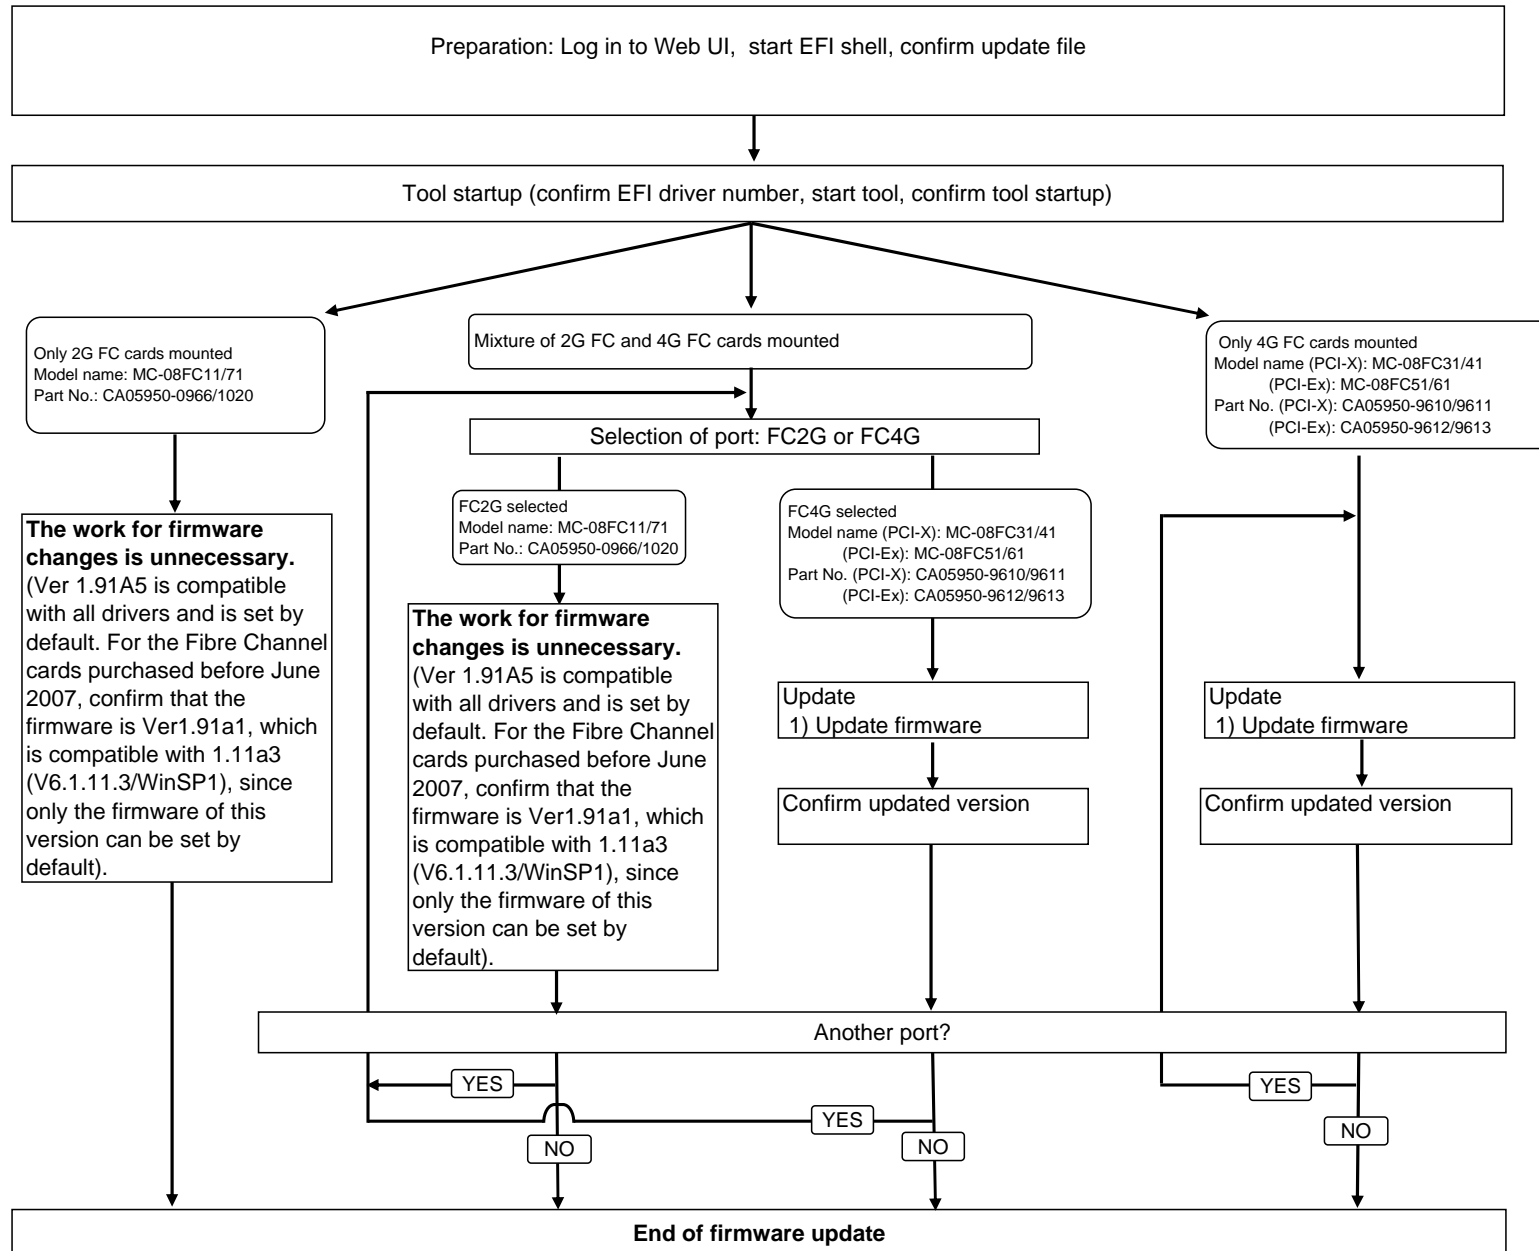 Preparation: Log in to Web UI,  start EFI shell, confirm update file
Tool startup (confirm EFI driver number, start tool, confirm tool startup)
Only 2G FC cards mounted
Model name: MC-08FC11/71
Part No.: CA05950-0966/1020
Mixture of 2G FC and 4G FC cards mounted
Only 4G FC cards mounted
Model name (PCI-X): MC-08FC31/41
(PCI-Ex): MC-08FC51/61
Part No. (PCI-X): CA05950-9610/9611
(PCI-Ex): CA05950-9612/9613
Selection of port: FC2G or FC4G
The work for firmware
changes is unnecessary.
(Ver 1.91A5 is compatible
with all drivers and is set by
default. For the Fibre Channel
cards purchased before June
2007, confirm that the
firmware is Ver1.91a1, which
is compatible with 1.11a3
(V6.1.11.3/WinSP1), since
only the firmware of this
version can be set by
default).
FC2G selected
Model name: MC-08FC11/71
Part No.: CA05950-0966/1020
The work for firmware
changes is unnecessary.
(Ver 1.91A5 is compatible
with all drivers and is set by
default. For the Fibre Channel
cards purchased before June
2007, confirm that the
firmware is Ver1.91a1, which
is compatible with 1.11a3
(V6.1.11.3/WinSP1), since
only the firmware of this
version can be set by
default).
FC4G selected
Model name (PCI-X): MC-08FC31/41
(PCI-Ex): MC-08FC51/61
Part No. (PCI-X): CA05950-9610/9611
(PCI-Ex): CA05950-9612/9613
Update
1) Update firmware
Confirm updated version
Update
1) Update firmware
Confirm updated version
Another port?
YES
YES
YES
NO
NO
NO
End of firmware update